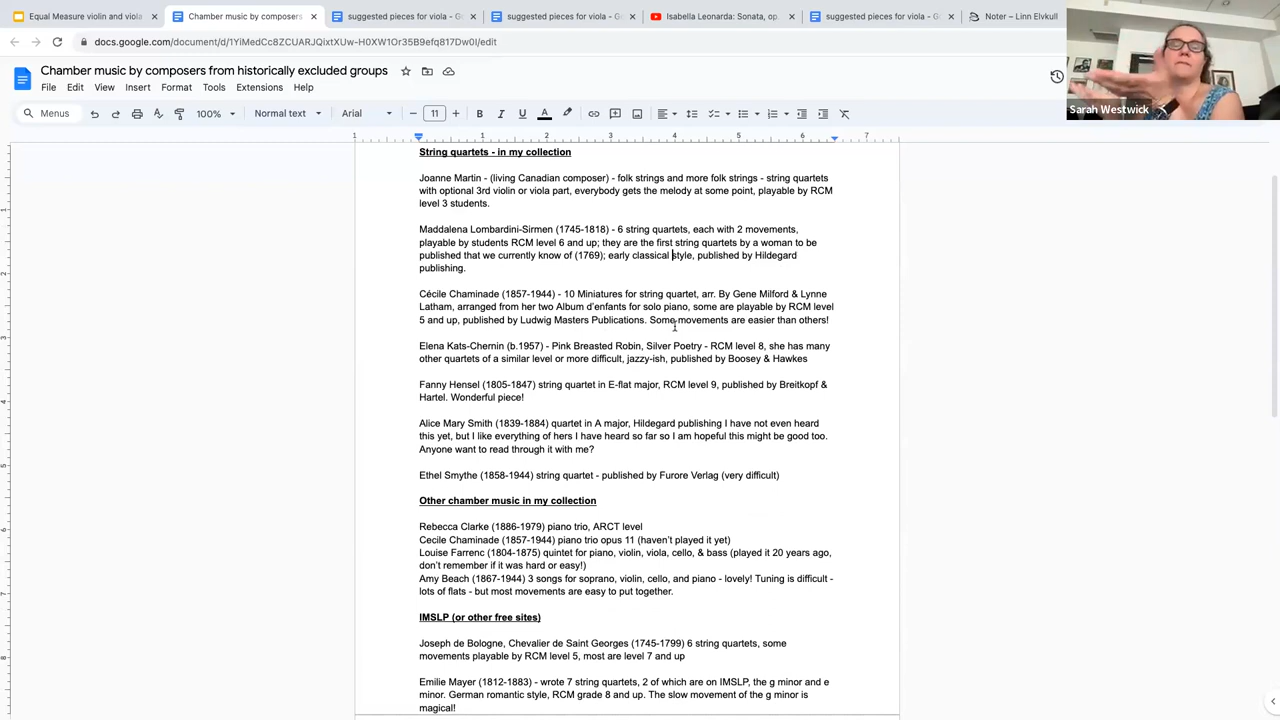 Equal Measure violin and viola
Chamber music by composers
suggested pieces for viola - G
suggested pieces for viola - G
Isabella Leonarda: Sonata, op.
suggested pieces for viola - G
Noter – Linn Elvkull
docs.google.com/document/d/1YiMedCc8ZCUARJQixtXUw-H0XW1Or35B9efq817Dw0I/edit
Chamber music by composers from historically excluded groups
File Edit View Insert Format Tools Extensions Help
Sarah Westwick
Menus 100% Normal text Arial 11 B I U A
1 1 2 3 4 5 6 7
String quartets - in my collection
Joanne Martin - (living Canadian composer) - folk strings and more folk strings - string quartets
with optional 3rd violin or viola part, everybody gets the melody at some point, playable by RCM
level 3 students.
Maddalena Lombardini-Sirmen (1745-1818) - 6 string quartets, each with 2 movements,
playable by students RCM level 6 and up; they are the first string quartets by a woman to be
published that we currently know of (1769); early classical style, published by Hildegard
publishing.
Cécile Chaminade (1857-1944) - 10 Miniatures for string quartet, arr. By Gene Milford & Lynne
Latham, arranged from her two Album d'enfants for solo piano, some are playable by RCM level
5 and up, published by Ludwig Masters Publications. Some movements are easier than others!
Elena Kats-Chernin (b.1957) - Pink Breasted Robin, Silver Poetry - RCM level 8, she has many
other quartets of a similar level or more difficult, jazzy-ish, published by Boosey & Hawkes
Fanny Hensel (1805-1847) string quartet in E-flat major, RCM level 9, published by Breitkopf &
Hartel. Wonderful piece!
Alice Mary Smith (1839-1884) quartet in A major, Hildegard publishing I have not even heard
this yet, but I like everything of hers I have heard so far so I am hopeful this might be good too.
Anyone want to read through it with me?
Ethel Smythe (1858-1944) string quartet - published by Furore Verlag (very difficult)
Other chamber music in my collection
Rebecca Clarke (1886-1979) piano trio, ARCT level
Cecile Chaminade (1857-1944) piano trio opus 11 (haven't played it yet)
Louise Farrenc (1804-1875) quintet for piano, violin, viola, cello, & bass (played it 20 years ago,
don't remember if it was hard or easy!)
Amy Beach (1867-1944) 3 songs for soprano, violin, cello, and piano - lovely! Tuning is difficult -
lots of flats - but most movements are easy to put together.
IMSLP (or other free sites)
Joseph de Bologne, Chevalier de Saint Georges (1745-1799) 6 string quartets, some
movements playable by RCM level 5, most are level 7 and up
Emilie Mayer (1812-1883) - wrote 7 string quartets, 2 of which are on IMSLP, the g minor and e
minor. German romantic style, RCM grade 8 and up. The slow movement of the g minor is
magical!